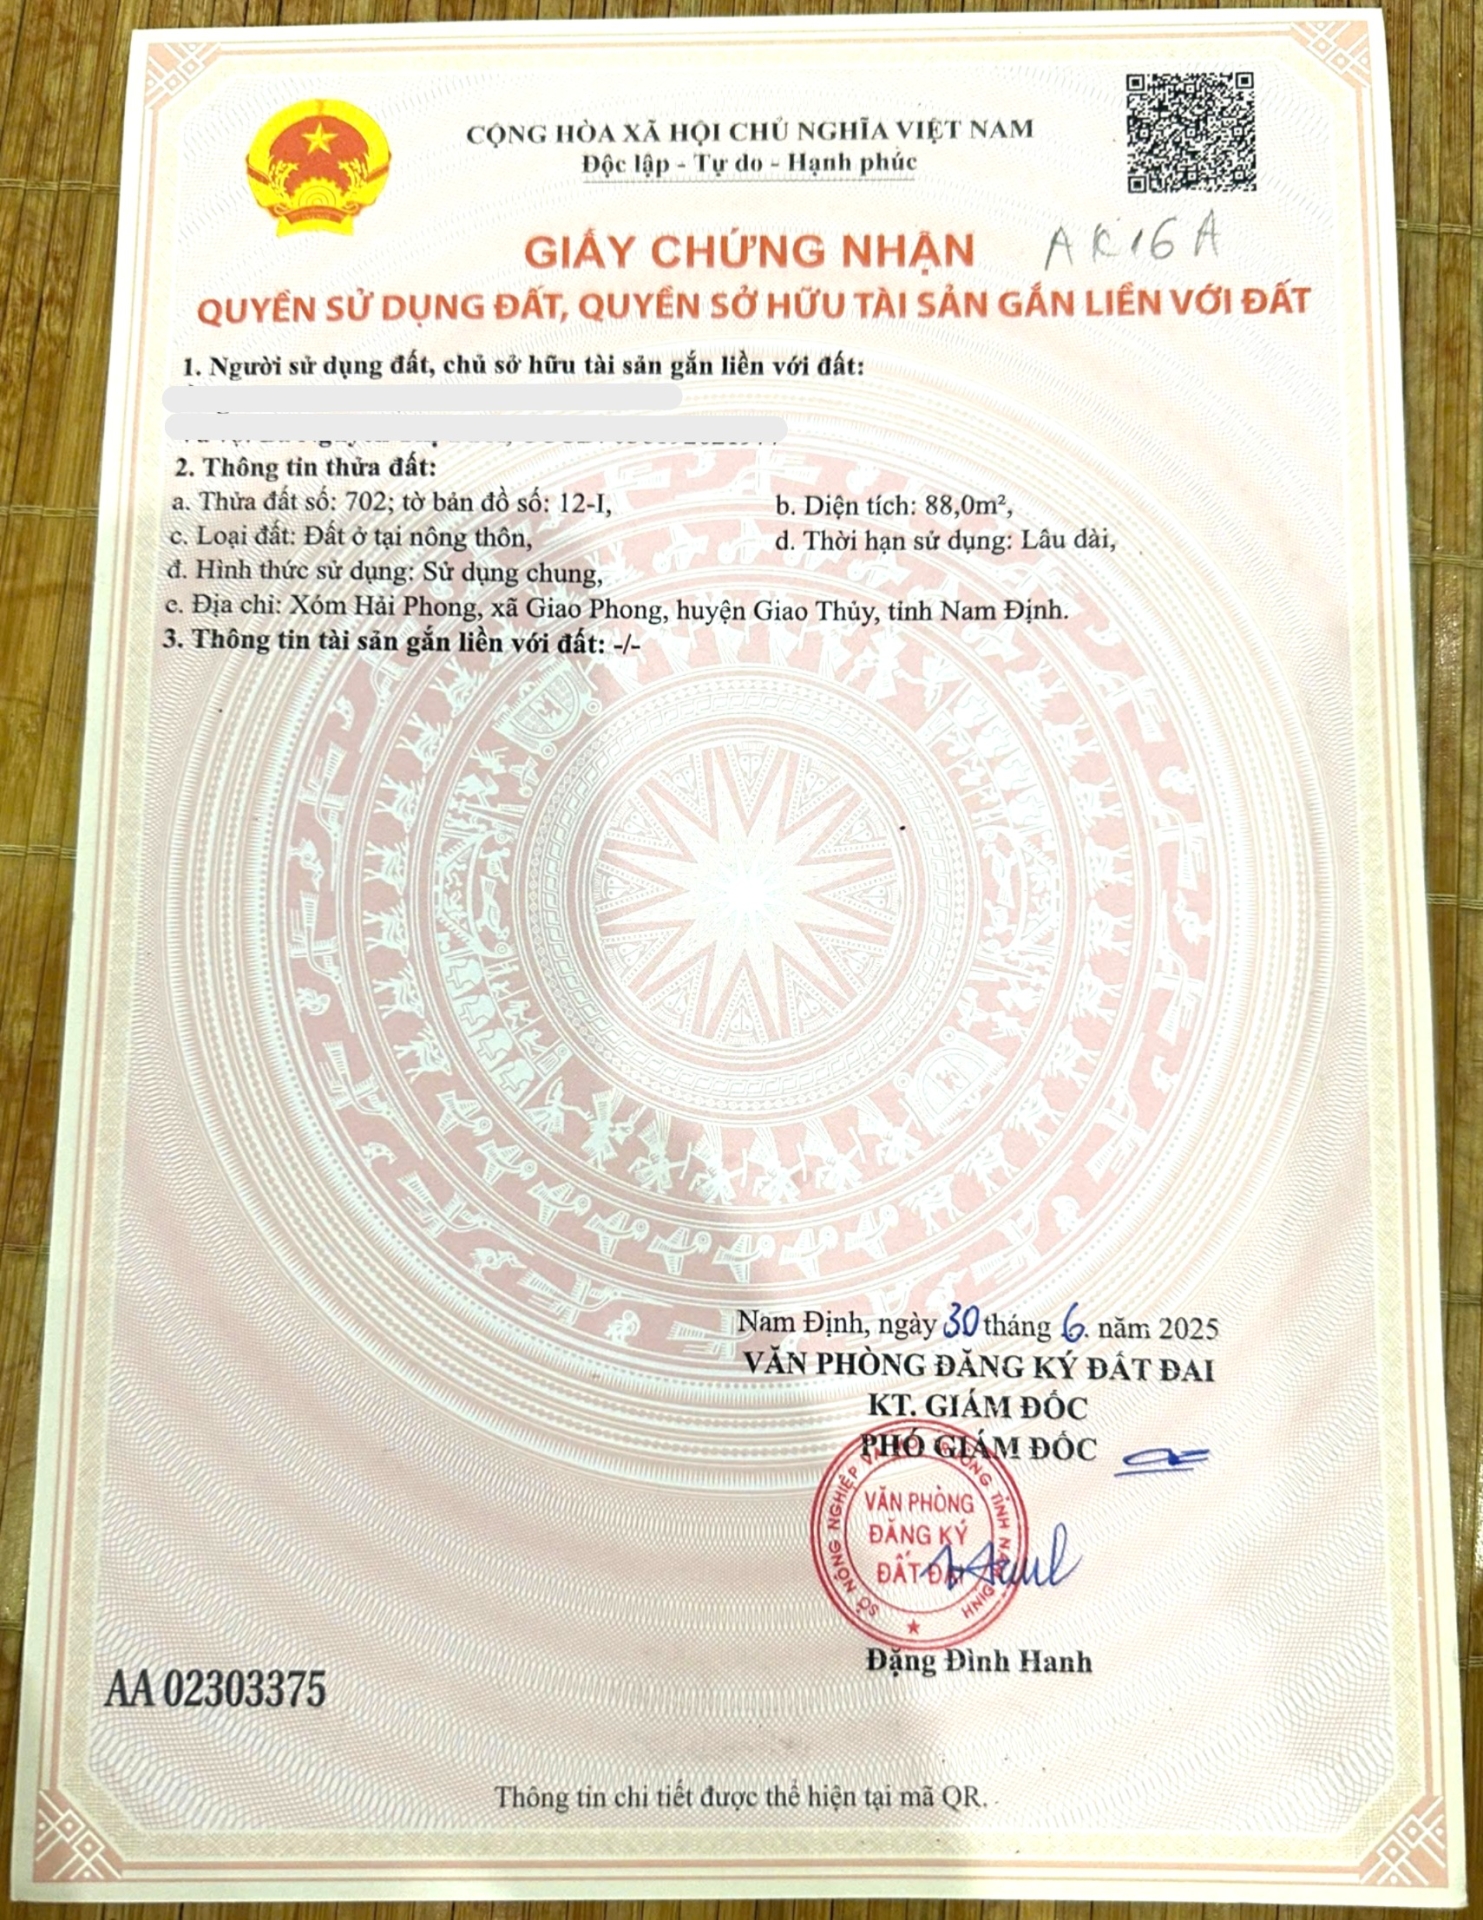 CỘNG HÒA XÃ HỘI CHỦ NGHĨA VIỆT NAM
Độc lập - Tự do - Hạnh phúc
GIẤY CHỨNG NHẬN AK16A
QUYỀN SỬ DỤNG ĐẤT, QUYỀN SỞ HỮU TÀI SẢN GẮN LIỀN VỚI ĐẤT
1. Người sử dụng đất, chủ sở hữu tài sản gắn liền với đất:
2. Thông tin thửa đất:
a. Thửa đất số: 702; tờ bản đồ số: 12-I, b. Diện tích: 88,0m²,
c. Loại đất: Đất ở tại nông thôn, d. Thời hạn sử dụng: Lâu dài,
đ. Hình thức sử dụng: Sử dụng chung,
e. Địa chỉ: Xóm Hải Phong, xã Giao Phong, huyện Giao Thủy, tỉnh Nam Định.
3. Thông tin tài sản gắn liền với đất: -/-
Nam Định, ngày 30 tháng 6. năm 2025
VĂN PHÒNG ĐĂNG KÝ ĐẤT ĐAI
KT. GIÁM ĐỐC
PHÓ GIÁM ĐỐC
VĂN PHÒNG
ĐĂNG KÝ
ĐẤT ĐAI
Đặng Đình Hanh
AA 02303375
Thông tin chi tiết được thể hiện tại mã QR.